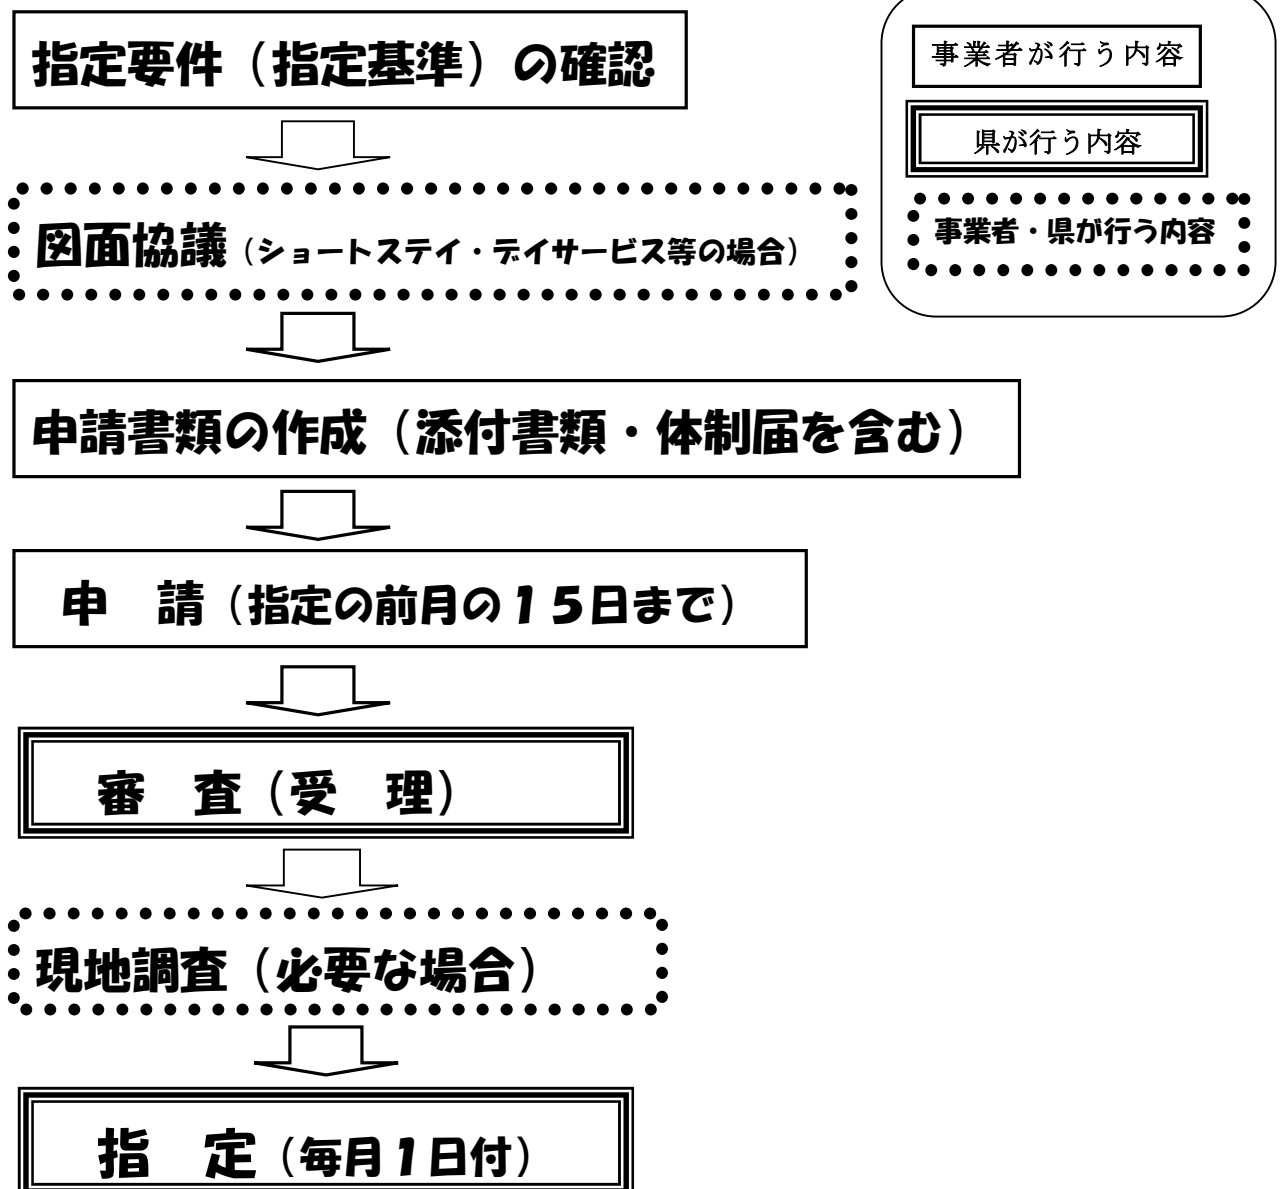 指定要件（指定基準）の確認
事業者が行う内容
県が行う内容
事業者・県が行う内容
図面協議（ショートステイ・デイサービス等の場合）
申請書類の作成（添付書類・体制届を含む）
申　請（指定の前月の１５日まで）
審　査（受　理）
現地調査（必要な場合）
指　定（毎月１日付）